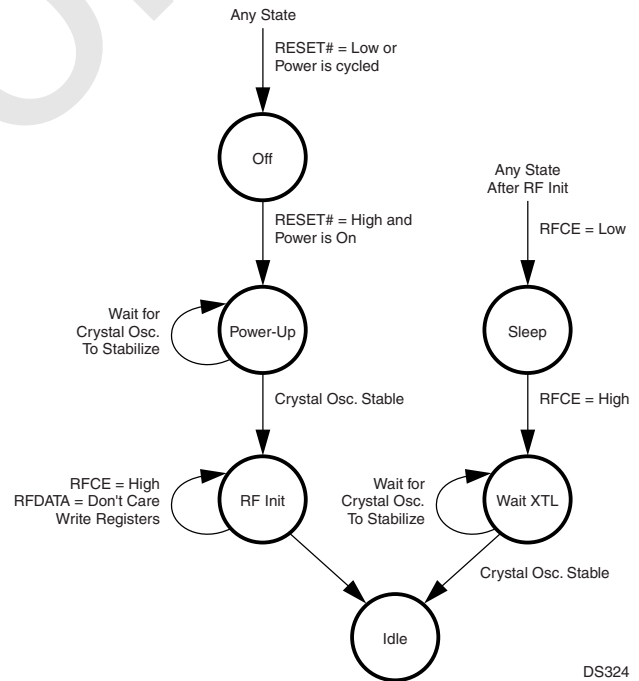 Any State
RESET# = Low or
Power is cycled
Off
RESET# = High and
Power is On
Wait for
Crystal Osc.
To Stabilize
Power-Up
Crystal Osc. Stable
RFCE = High
RFDATA = Don't Care
Write Registers
RF Init
Any State
After RF Init
RFCE = Low
Sleep
RFCE = High
Wait for
Crystal Osc.
To Stabilize
Wait XTL
Crystal Osc. Stable
Idle
DS324